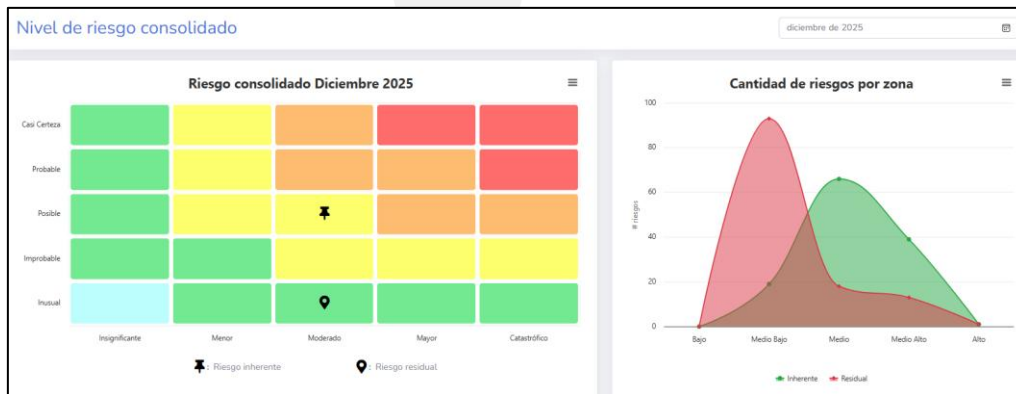 Nivel de riesgo consolidado
diciembre de 2025
Riesgo consolidado Diciembre 2025
Casi Certeza
Probable
Posible
Improbable
Inusual
Insignificante Menor Moderado Mayor Catastrófico
: Riesgo inherente : Riesgo residual
Cantidad de riesgos por zona
100
80
60
40
20
0
# riesgos
Bajo Medio Bajo Medio Medio Alto Alto
Inherente Residual